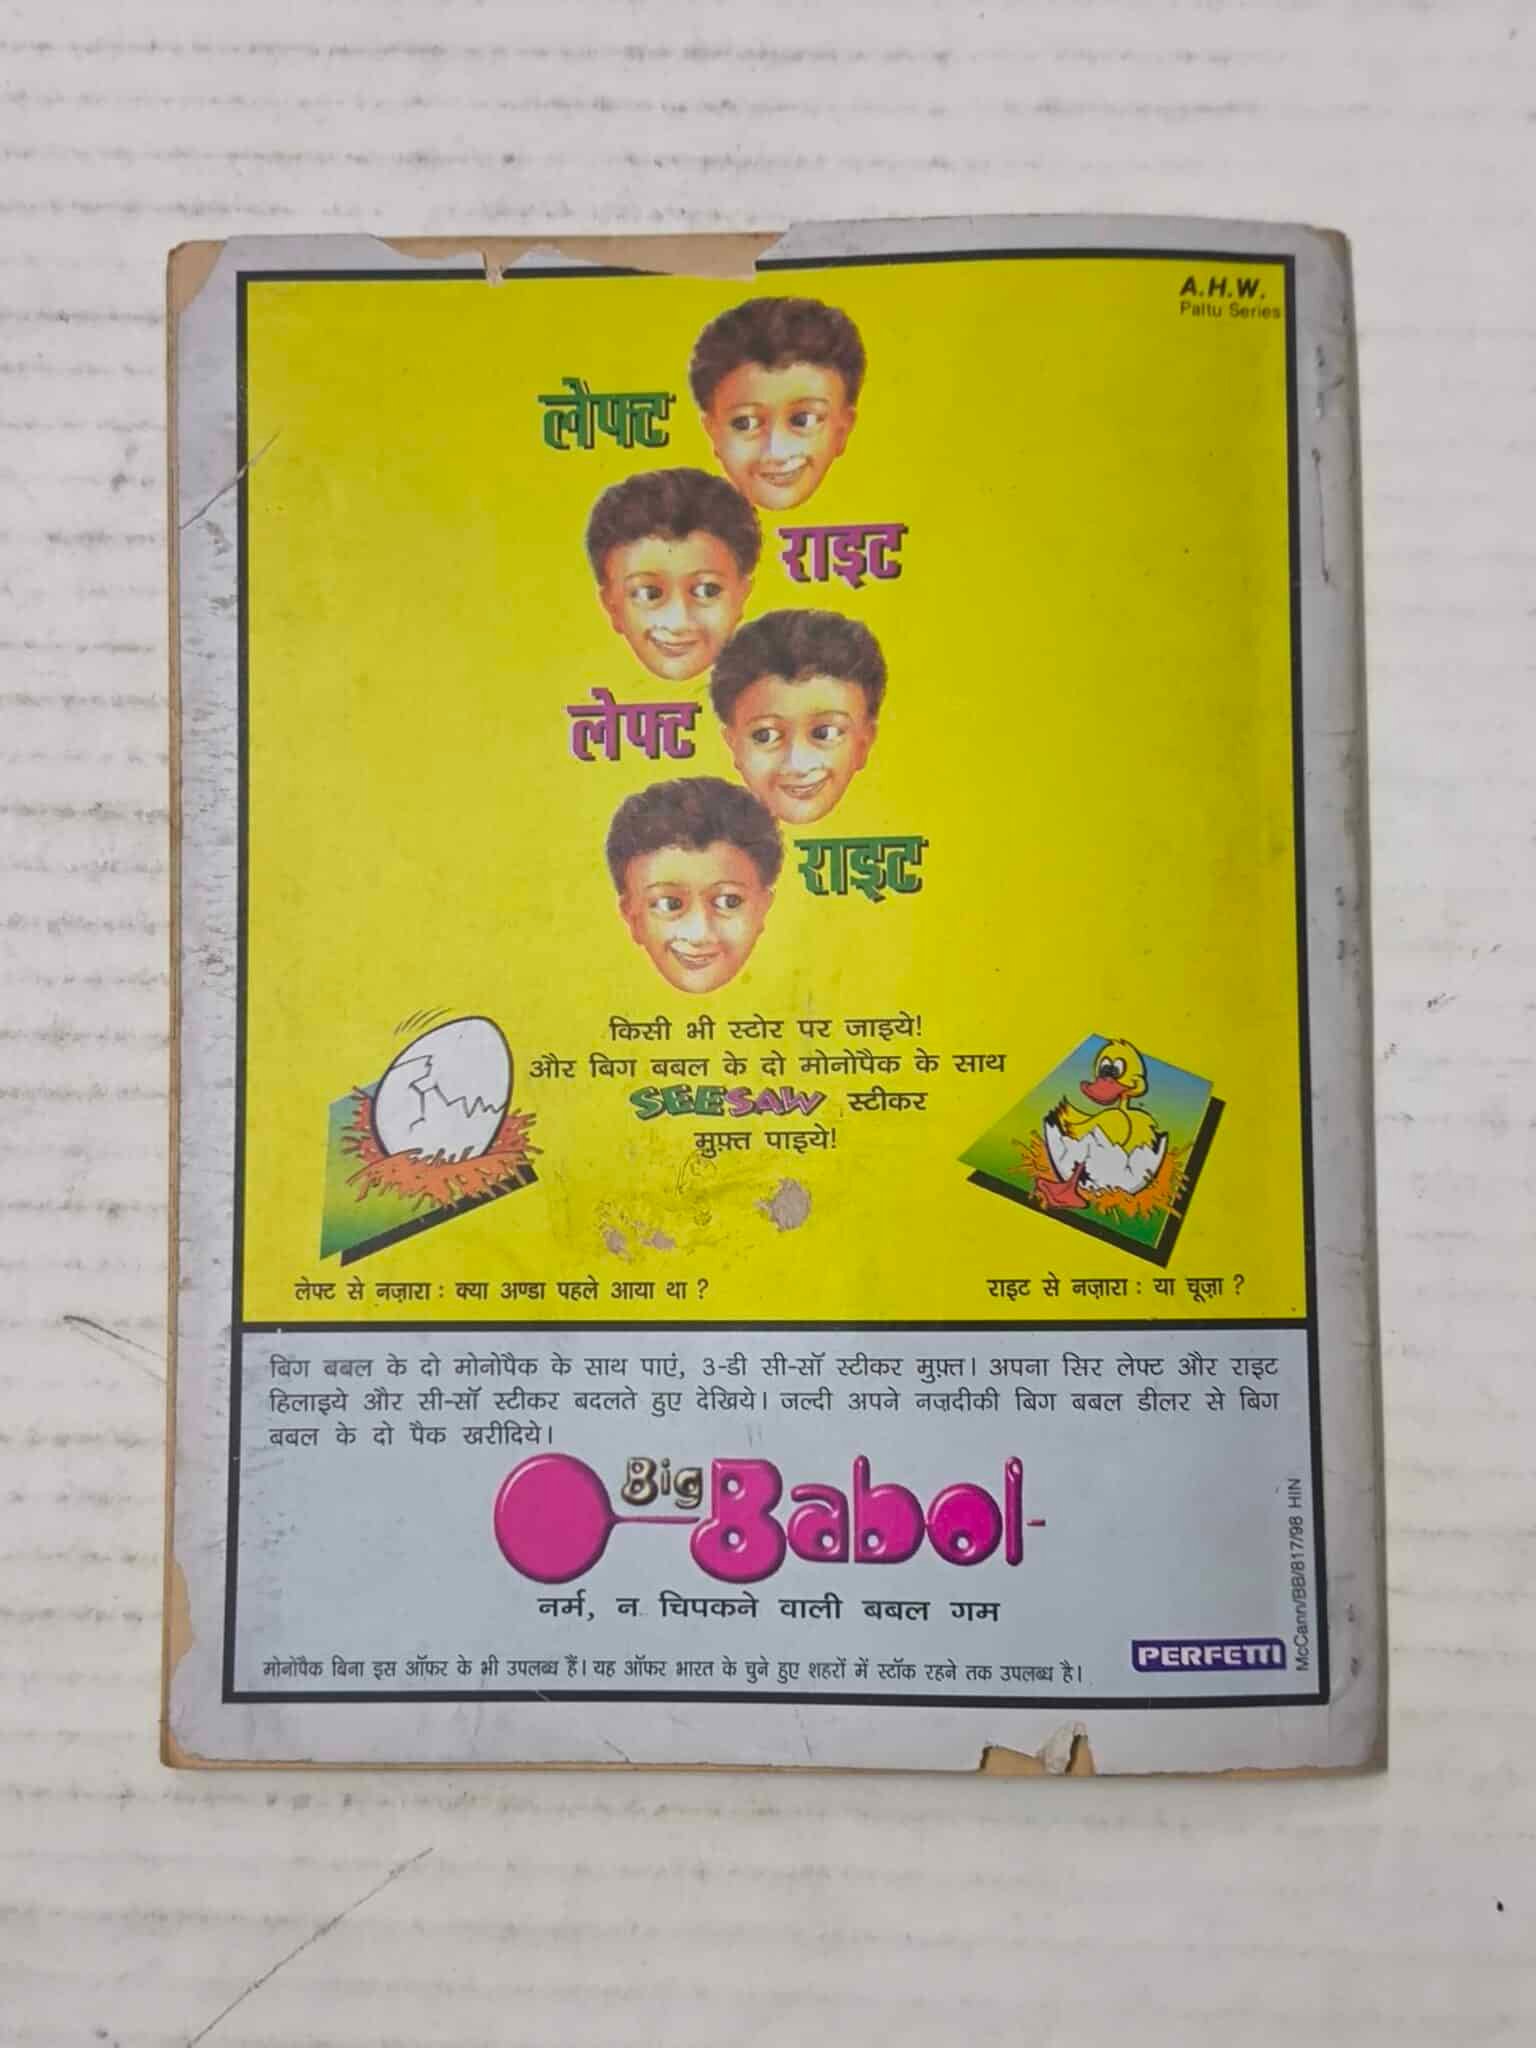 A.H.W.
Paltu Series
लेफ्ट
राइट
लेफ्ट
राइट
किसी भी स्टोर पर जाइये!
और बिग बबल के दो मोनोपैक के साथ
SEESAW स्टीकर
मुफ़्त पाइये!
लेफ्ट से नज़ारा : क्या अण्डा पहले आया था ?
राइट से नज़ारा : या चूज़ा ?
बिग बबल के दो मोनोपैक के साथ पाएं, ३-डी सी-सॉ स्टीकर मुफ़्त। अपना सिर लेफ्ट और राइट
हिलाइये और सी-सॉ स्टीकर बदलते हुए देखिये। जल्दी अपने नज़दीकी बिग बबल डीलर से बिग
बबल के दो पैक खरीदिये।
Big Babol
नर्म, न चिपकने वाली बबल गम
PERFETTI
मोनोपैक बिना इस ऑफर के भी उपलब्ध हैं। यह ऑफर भारत के चुने हुए शहरों में स्टॉक रहने तक उपलब्ध है।
McCann/BB/817/98 HIN